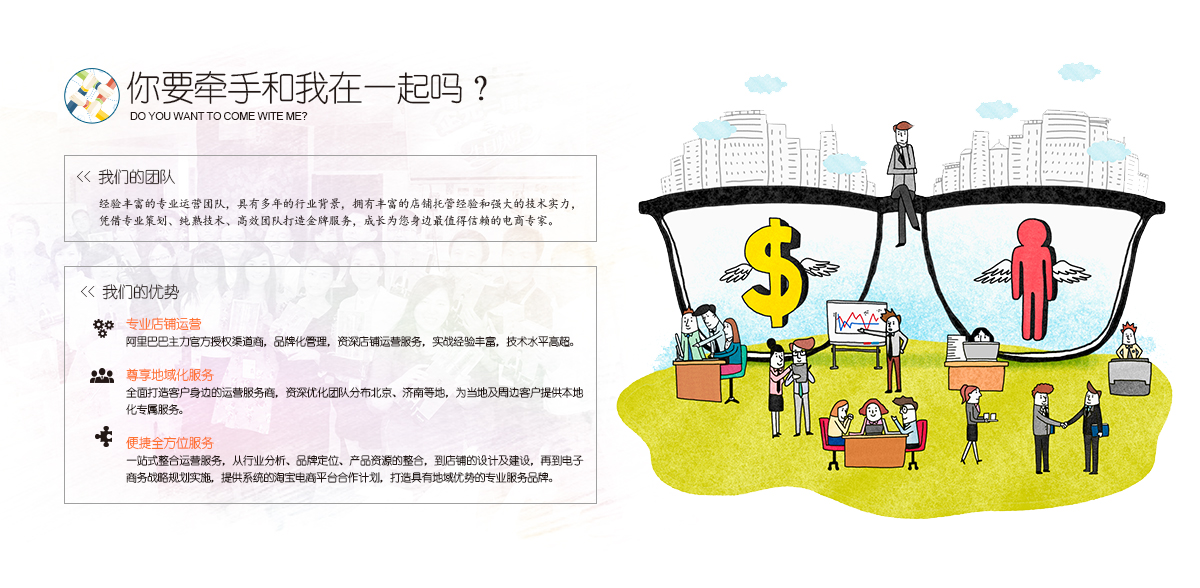 你要牵手和我在一起吗？
DO YOU WANT TO COME WITE ME?
我们的团队
经验丰富的专业运营团队，具有多年的行业背景，拥有丰富的店铺托管经验和强大的技术实力，
凭借专业策划、纯熟技术、高效团队打造金牌服务，成长为您身边最值得信赖的电商专家。
我们的优势
专业店铺运营
阿里巴巴主力官方授权渠道商，品牌化管理，资深店铺运营服务，实战经验丰富，技术水平高超。
尊享地域化服务
全面打造客户身边的运营服务商，资深优化团队分布北京、济南等地，为当地及周边客户提供本地
化专属服务。
便捷全方位服务
一站式整合运营服务，从行业分析、品牌定位、产品资源的整合，到店铺的设计及建设，再到电子
商务战略规划实施，提供系统的淘宝电商平台合作计划，打造具有地域优势的专业服务品牌。
$